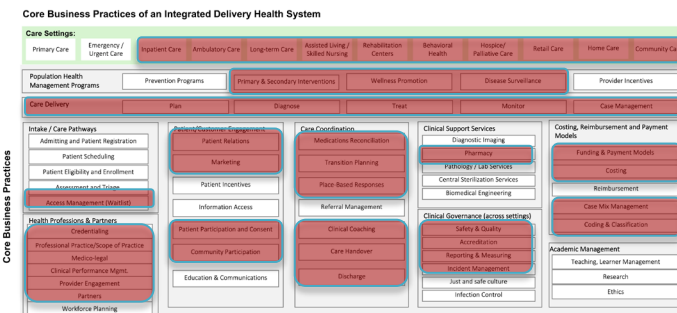 Core Business Practices of an Integrated Delivery Health System
Care Settings:
Primary Care
Emergency /
Urgent Care
Inpatient Care
Ambulatory Care
Long-term Care
Assisted Living /
Skilled Nursing
Rehabilitation
Centers
Behavioral
Health
Hospice/
Palliative Care
Retail Care
Home Care
Community Ca
Population Health
Management Programs
Prevention Programs
Primary & Secondary Interventions
Wellness Promotion
Disease Surveillance
Provider Incentives
Care Delivery
Plan
Diagnose
Treat
Monitor
Case Management
Core Business Practices
Intake / Care Pathways
Admitting and Patient Registration
Patient Scheduling
Patient Eligibility and Enrollment
Assessment and Triage
Access Management (Waitlist)
Health Professions & Partners
Credentialing
Professional Practice/Scope of Practice
Medico-legal
Clinical Performance Mgmt.
Provider Engagement
Partners
Workforce Planning
Patient/Customer Engagement
Patient Relations
Marketing
Patient Incentives
Information Access
Patient Participation and Consent
Community Participation
Education & Communications
Care Coordination
Medications Reconciliation
Transition Planning
Place-Based Responses
Referral Management
Clinical Coaching
Care Handover
Discharge
Clinical Support Services
Diagnostic Imaging
Pharmacy
Pathology / Lab Services
Central Sterilization Services
Biomedical Engineering
Clinical Governance (across settings)
Safety & Quality
Accreditation
Reporting & Measuring
Incident Management
Just and safe culture
Infection Control
Costing, Reimbursement and Payment
Models
Funding & Payment Models
Costing
Reimbursement
Case Mix Management
Coding & Classification
Academic Management
Teaching, Learner Management
Research
Ethics